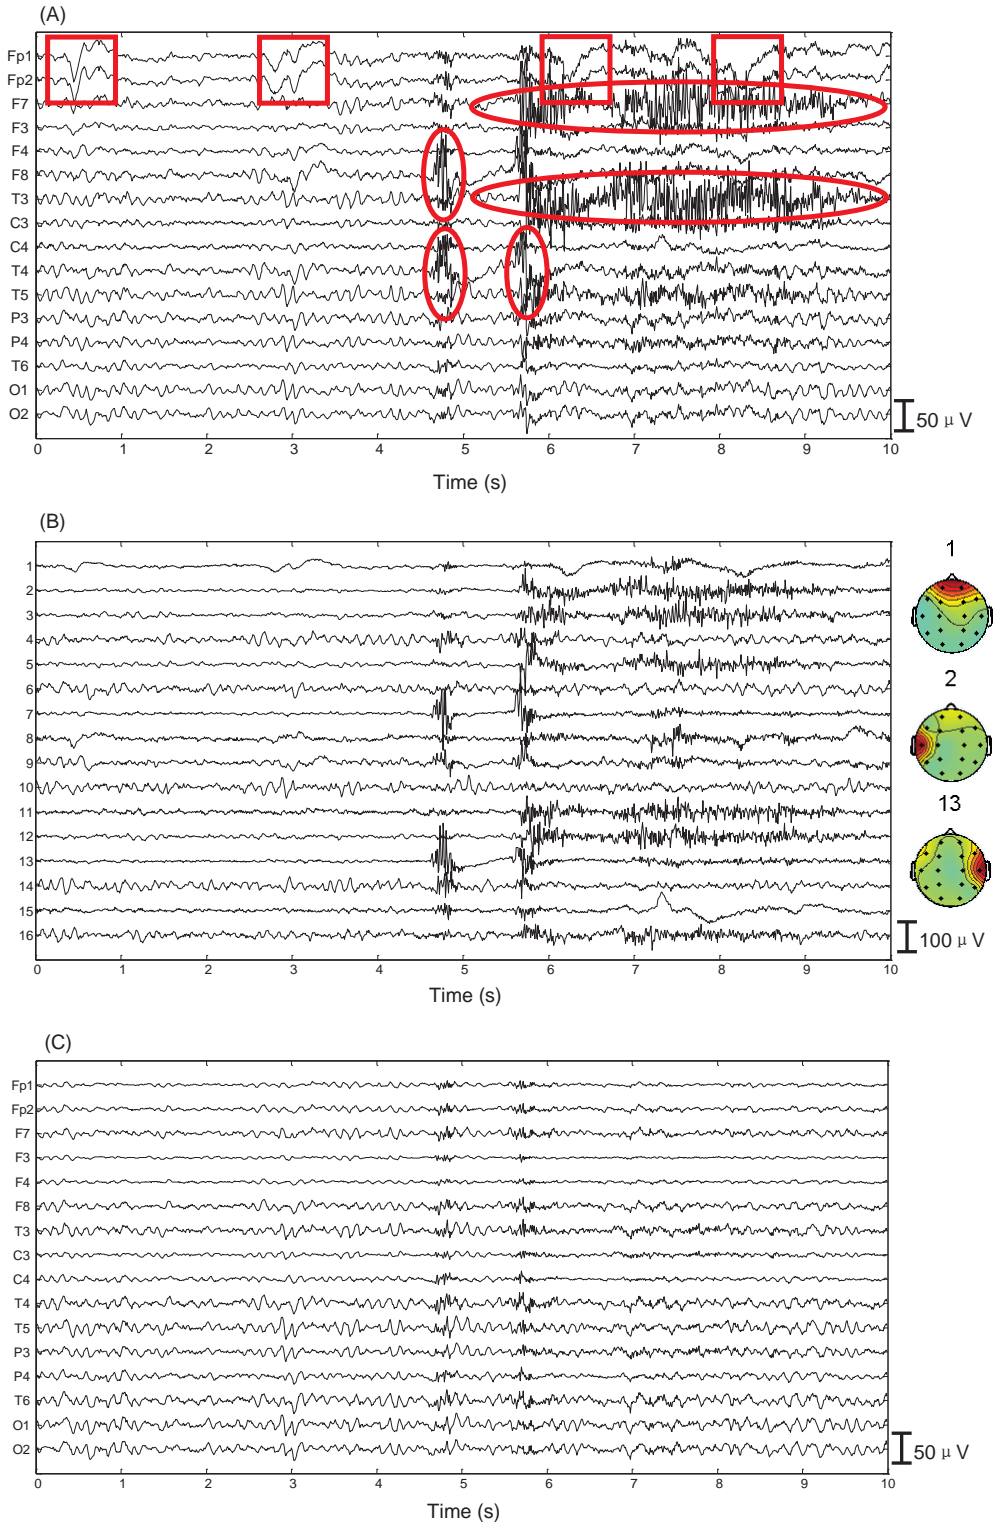 (A)
Fp1
Fp2
F7
F3
F4
F8
T3
C3
C4
T4
T5
P3
P4
T6
O1
O2
50 μ V
0 1 2 3 4 5 6 7 8 9 10
Time (s)
(B)
1
2
3
4
5
6
7
8
9
10
11
12
13
14
15
16
1
2
13
100 μ V
0 1 2 3 4 5 6 7 8 9 10
Time (s)
(C)
Fp1
Fp2
F7
F3
F4
F8
T3
C3
C4
T4
T5
P3
P4
T6
O1
O2
50 μ V
0 1 2 3 4 5 6 7 8 9 10
Time (s)